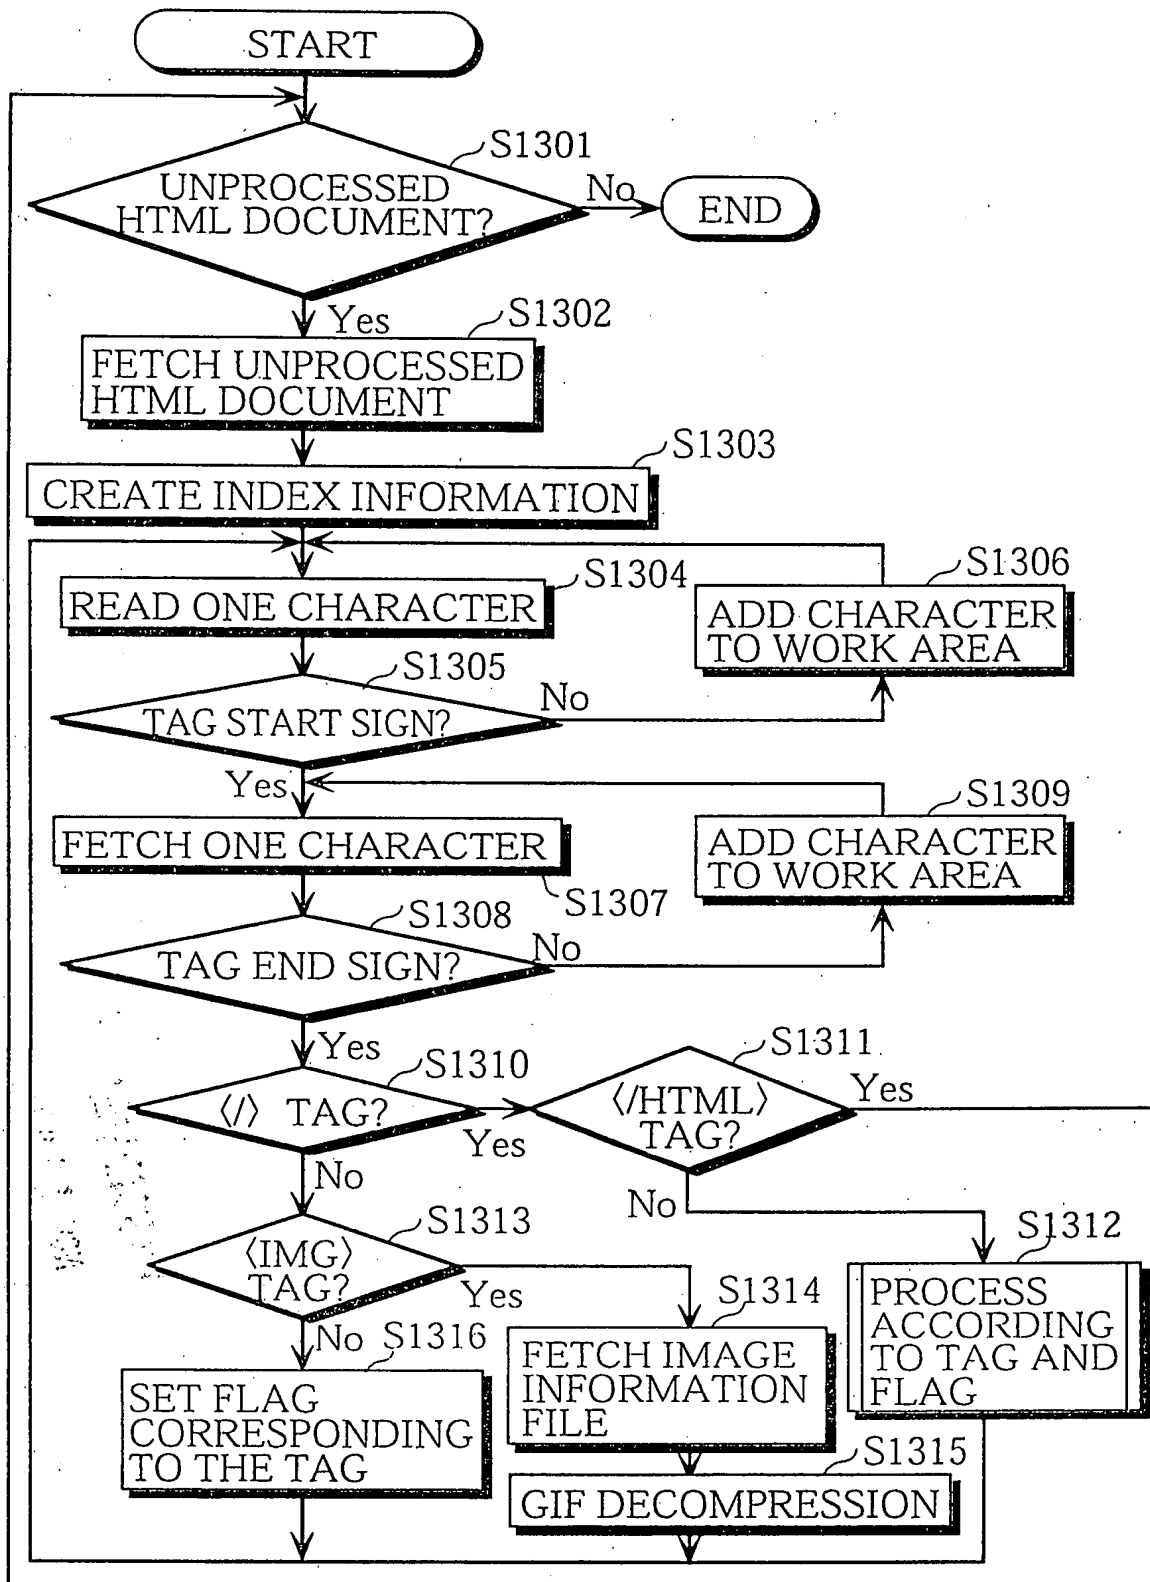 START
S1301
UNPROCESSED
HTML DOCUMENT?
No
END
Yes
S1302
FETCH UNPROCESSED
HTML DOCUMENT
S1303
CREATE INDEX INFORMATION
S1304
READ ONE CHARACTER
S1306
ADD CHARACTER
TO WORK AREA
S1305
TAG START SIGN?
No
Yes
S1309
FETCH ONE CHARACTER
ADD CHARACTER
TO WORK AREA
S1307
S1308
TAG END SIGN?
No
Yes
S1310
〈/〉 TAG?
Yes
S1311
〈/HTML〉
TAG?
Yes
No
No
S1313
〈IMG〉
TAG?
Yes
S1312
PROCESS
ACCORDING
TO TAG AND
FLAG
No
S1316
SET FLAG
CORRESPONDING
TO THE TAG
S1314
FETCH IMAGE
INFORMATION
FILE
S1315
GIF DECOMPRESSION